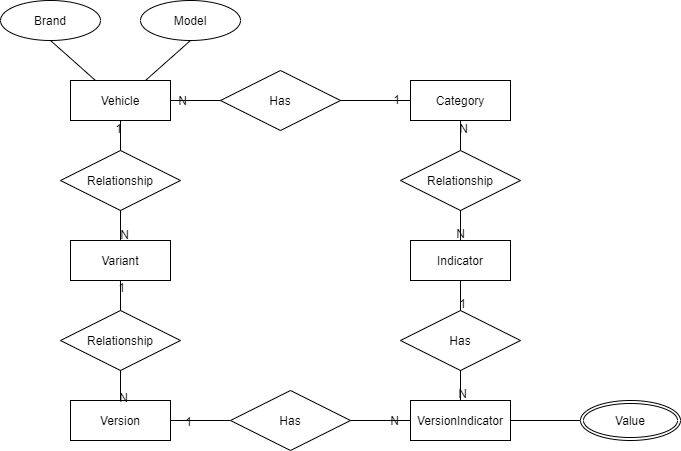 Brand
Model
Vehicle
N
Has
1
Category
1
N
Relationship
Relationship
N
N
Variant
Indicator
1
1
Relationship
Has
N
N
Version
1
Has
N
VersionIndicator
Value